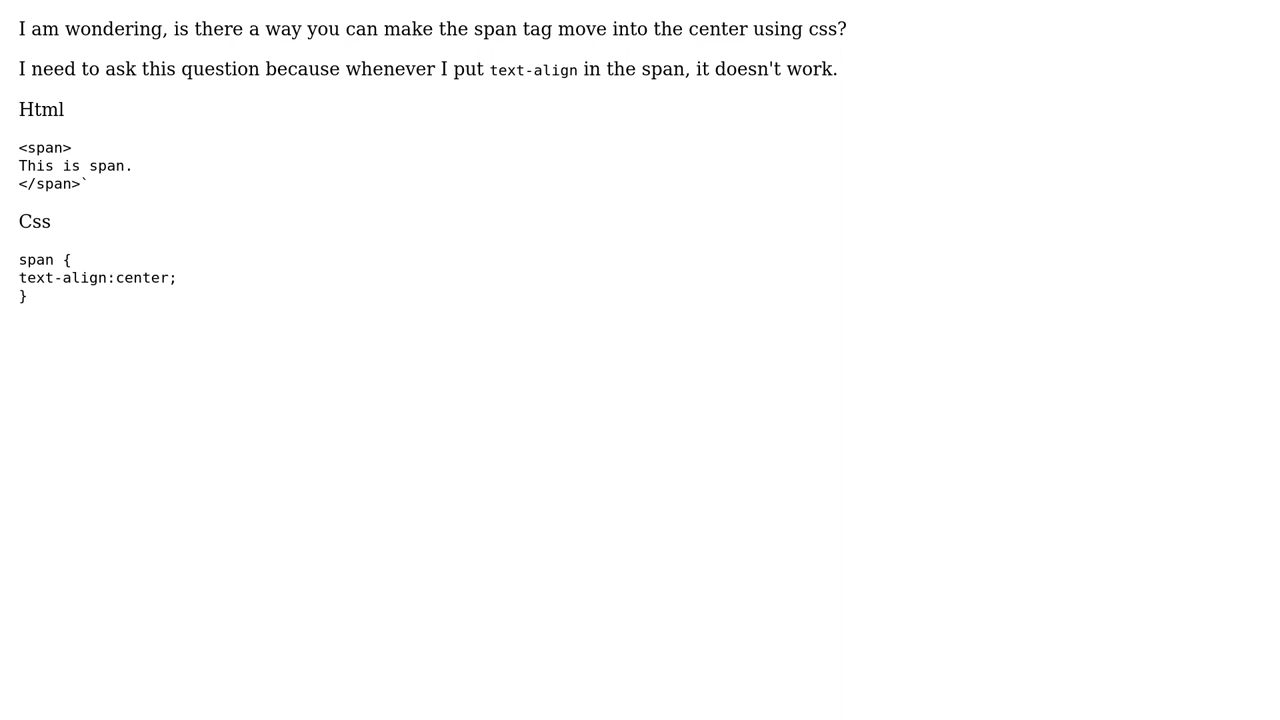 I am wondering, is there a way you can make the span tag move into the center using css?
I need to ask this question because whenever I put text-align in the span, it doesn't work.
Html
<span>
This is span.
</span>`
Css
span {
text-align:center;
}